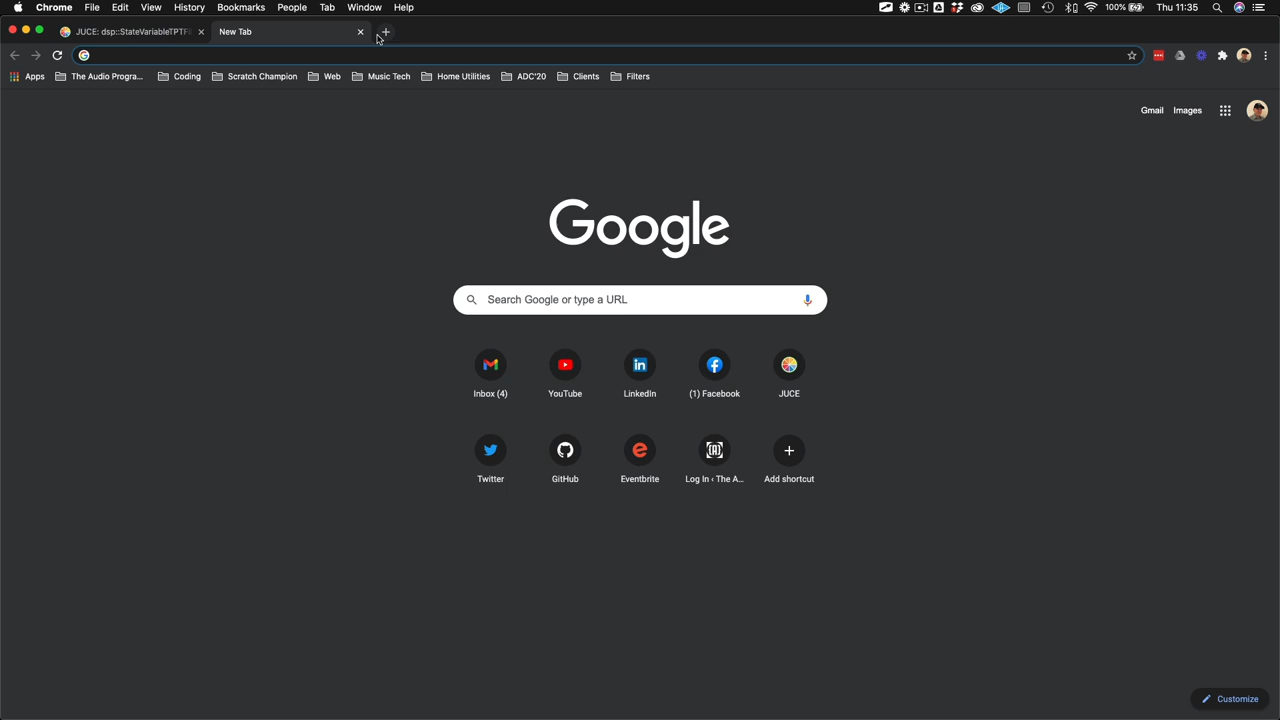 Chrome File Edit View History Bookmarks People Tab Window Help 100% Thu 11:35
JUCE: dsp::StateVariableTPTFi New Tab
Apps The Audio Progra... Coding Scratch Champion Web Music Tech Home Utilities ADC'20 Clients Filters
Gmail Images
Google
Search Google or type a URL
Inbox (4) YouTube LinkedIn (1) Facebook JUCE
Twitter GitHub Eventbrite Log In ‹ The A... Add shortcut
Customize